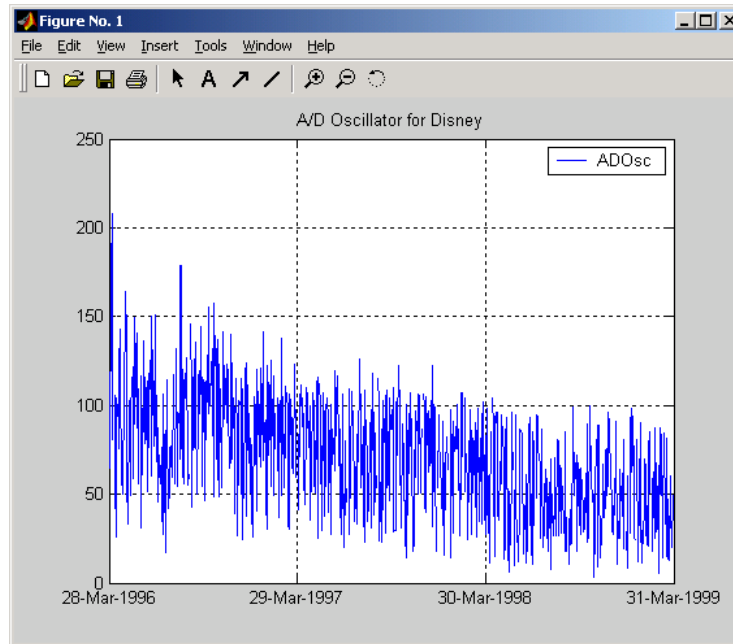 Figure No. 1
File Edit View Insert Tools Window Help
A
A/D Oscillator for Disney
ADOsc
250
200
150
100
50
0
28-Mar-1996 29-Mar-1997 30-Mar-1998 31-Mar-1999